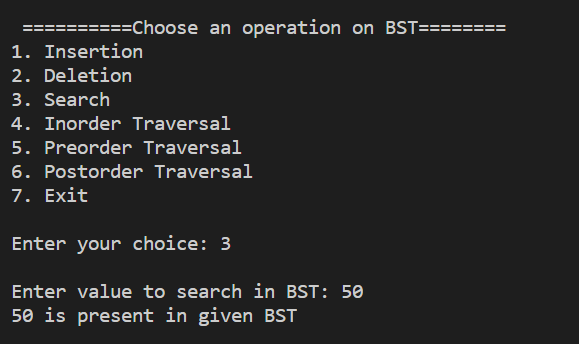 ==========Choose an operation on BST========
1. Insertion
2. Deletion
3. Search
4. Inorder Traversal
5. Preorder Traversal
6. Postorder Traversal
7. Exit
Enter your choice: 3
Enter value to search in BST: 50
50 is present in given BST